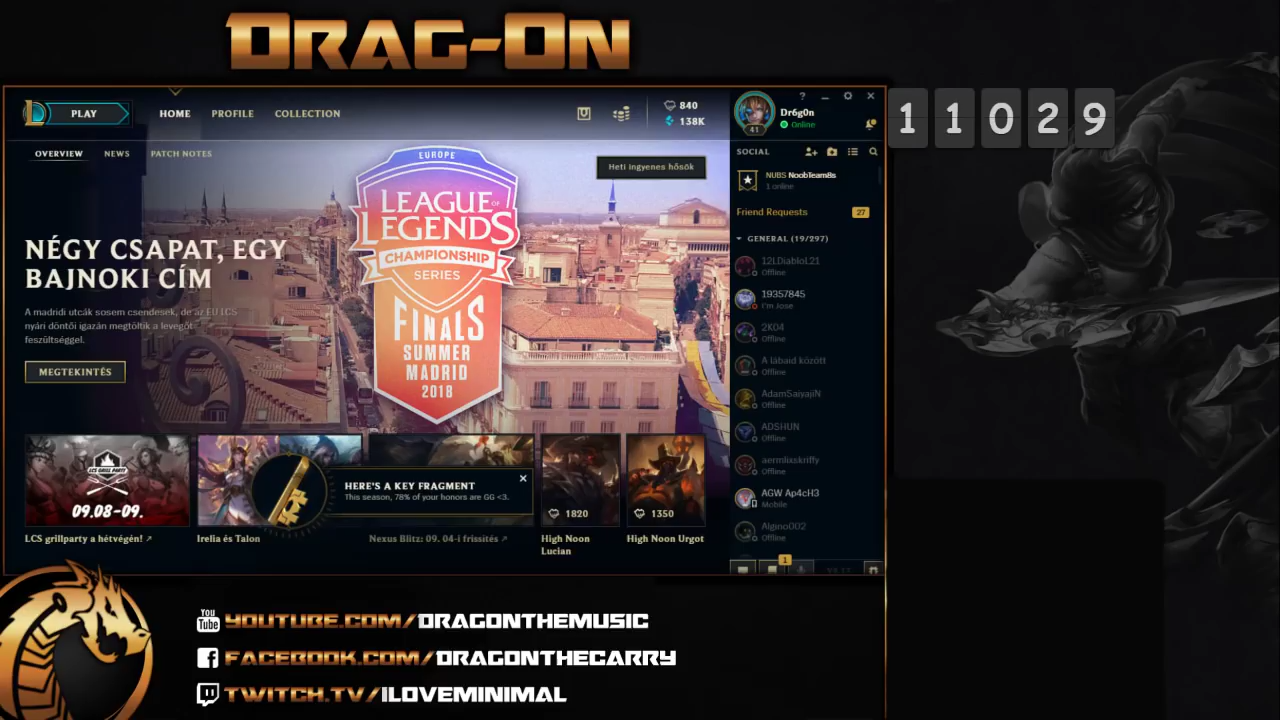 DRAG-ON
PLAY
HOME
PROFILE
COLLECTION
840
138K
?
Dr6g0n
Online
41
11029
OVERVIEW
NEWS
PATCH NOTES
Heti ingyenes hősök
SOCIAL
NUBS NoobTeam8s
1 online
Friend Requests
27
GENERAL (19/297)
12LDiabloL21
Offline
19357845
I'm Jose
2K04
Offline
A lábaid között
Offline
AdamSaiyajiN
Offline
ADSHUN
Offline
aermlixskriffy
Offline
AGW Ap4cH3
Mobile
Algino002
Offline
1
EUROPE
LEAGUE OF
LEGENDS
CHAMPIONSHIP
SERIES
FINALS
SUMMER
MADRID
2018
NÉGY CSAPAT, EGY
BAJNOKI CÍM
A madridi utcák sosem csendesek, de az EU LCS
nyári döntői igazán megtöltik a levegőt
feszültséggel.
MEGTEKINTÉS
LCS GRILL PARTY
09.08-09.
HERE'S A KEY FRAGMENT
This season, 78% of your honors are GG <3.
1820
1350
LCS grillparty a hétvégén!
Irelia és Talon
Nexus Blitz: 09. 04-i frissítés
High Noon
Lucian
High Noon Urgot
You
Tube
YOUTUBE.COM/DRAGONTHEMUSIC
FACEBOOK.COM/DRAGONTHECARRY
TWITCH.TV/ILOVEMINIMAL